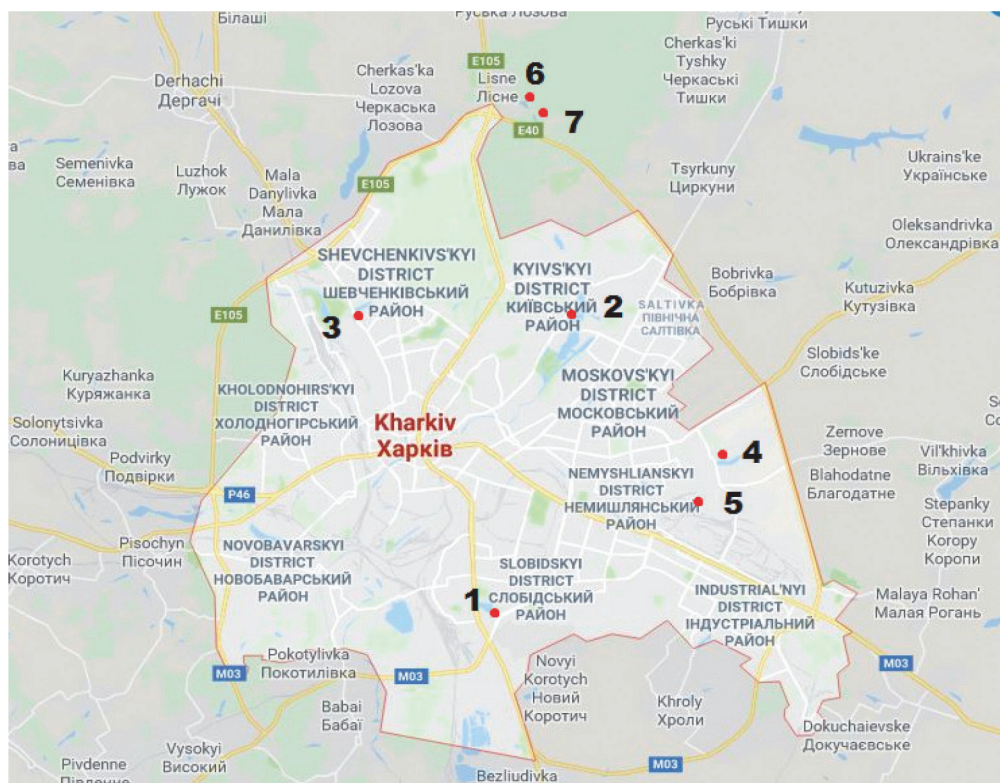 Білаші
Руська Лозова
Руські Тишки
Derhachi
Дергачі
Cherkas'ka
Lozova
Черкаська
Лозова
E105
Lisne
Лісне
6
7
E40
Cherkas'ki
Tyshky
Черкаські
Тишки
Semenivka
Семенівка
Luzhok
Лужок
Mala
Danylivka
Мала
Данилівка
E105
Tsyrkuny
Циркуни
Ukrains'ke
Українське
Oleksandrivka
Олександрівка
SHEVCHENKIVS'KYI
DISTRICT
ШЕВЧЕНКІВСЬКИЙ
РАЙОН
KYIVS'KYI
DISTRICT
КИЇВСЬКИЙ
РАЙОН
Bobrivka
Бобрівка
Kutuzivka
Кутузівка
E105
3
2
SALTIVKA
ПІВНІЧНА
САЛТІВКА
Slobids'ke
Слобідське
Kuryazhanka
Куряжанка
KHOLODNOHIRS'KYI
DISTRICT
ХОЛОДНОГІРСЬКИЙ
РАЙОН
MOSKOVS'KYI
DISTRICT
МОСКОВСЬКИЙ
РАЙОН
Solonytsivka
Солоницівка
Kharkiv
Харків
Podvirky
Подвірки
4
Zernove
Зернове
Vil'khivka
Вільхівка
Blahodatne
Благодатне
P46
NEMYSHLIANSKYI
DISTRICT
НЕМИШЛЯНСЬКИЙ
РАЙОН
5
Stepanky
Степанки
Koropy
Коропи
Pisochyn
Пісочин
Korotych
Коротич
NOVOBAVARSKYI
DISTRICT
НОВОБАВАРСЬКИЙ
РАЙОН
SLOBIDSKYI
DISTRICT
СЛОБІДСЬКИЙ
РАЙОН
1
INDUSTRIAL'NYI
DISTRICT
ІНДУСТРІАЛЬНИЙ
РАЙОН
Malaya Rohan'
Малая Рогань
Pokotylivka
Покотилівка
M03
M03
M03
Novyi
Korotych
Новий
Коротич
Babai
Бабаї
Khroly
Хроли
Dokuchaievske
Докучаєвське
Vysokyi
Високий
Pivdenne
Bezliudivka
M03